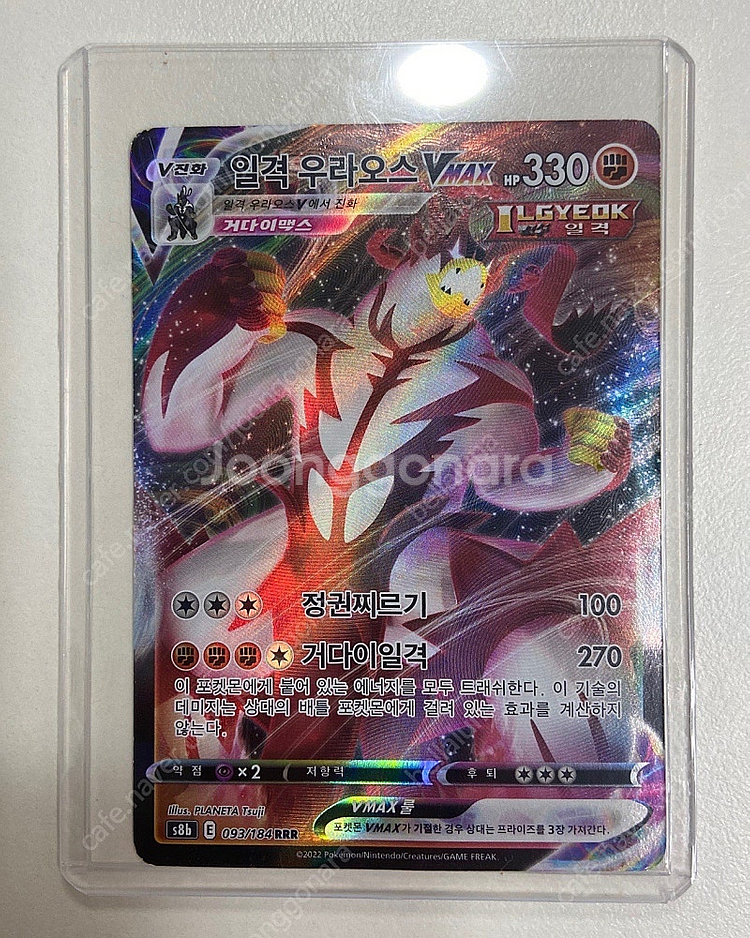 V진화 일격 우라오스 VMAX HP 330
일격 우라오스V에서 진화
거다이맥스
ILGYEOK
일격
Joonggonara
정권찌르기 100
거다이일격 270
이 포켓몬에게 붙어 있는 에너지를 모두 트래쉬한다. 이 기술의
데미지는 상대의 배틀 포켓몬에게 걸려 있는 효과를 계산하지
않는다.
약점 ×2 저항력 후퇴
Illus. PLANETA Tsuji
VMAX룰
포켓몬 VMAX가 기절한 경우 상대는 프라이즈를 3장 가져간다.
s8b E 093/184 RRR
©2022 Pokémon/Nintendo/Creatures/GAME FREAK.